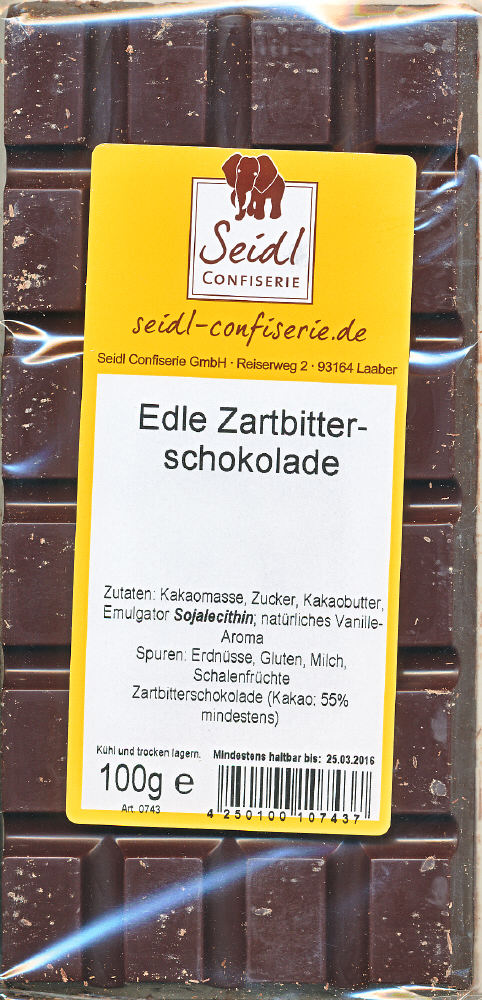 Seidl
CONFISERIE
seidl-confiserie.de
Seidl Confiserie GmbH · Reiserweg 2 · 93164 Laaber
Edle Zartbitter-
schokolade
Zutaten: Kakaomasse, Zucker, Kakaobutter,
Emulgator Sojalecithin; natürliches Vanille-
Aroma
Spuren: Erdnüsse, Gluten, Milch,
Schalenfrüchte
Zartbitterschokolade (Kakao: 55%
mindestens)
Kühl und trocken lagern. Mindestens haltbar bis: 25.03.2016
100g e
Art. 0743
4 250100 107437